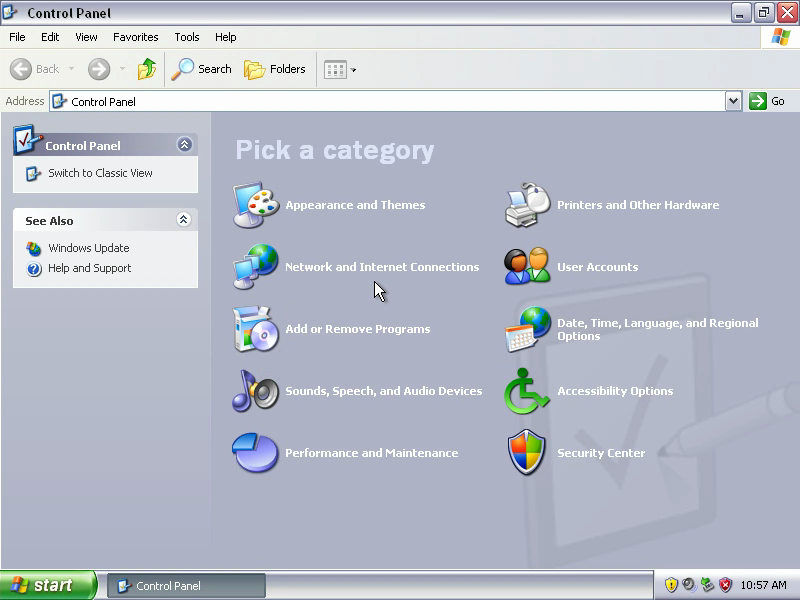 Control Panel
File Edit View Favorites Tools Help
Back Search Folders
Address Control Panel Go
Control Panel
Switch to Classic View
See Also
Windows Update
Help and Support
Pick a category
Appearance and Themes
Printers and Other Hardware
Network and Internet Connections
User Accounts
Add or Remove Programs
Date, Time, Language, and Regional
Options
Sounds, Speech, and Audio Devices
Accessibility Options
Performance and Maintenance
Security Center
start Control Panel 10:57 AM